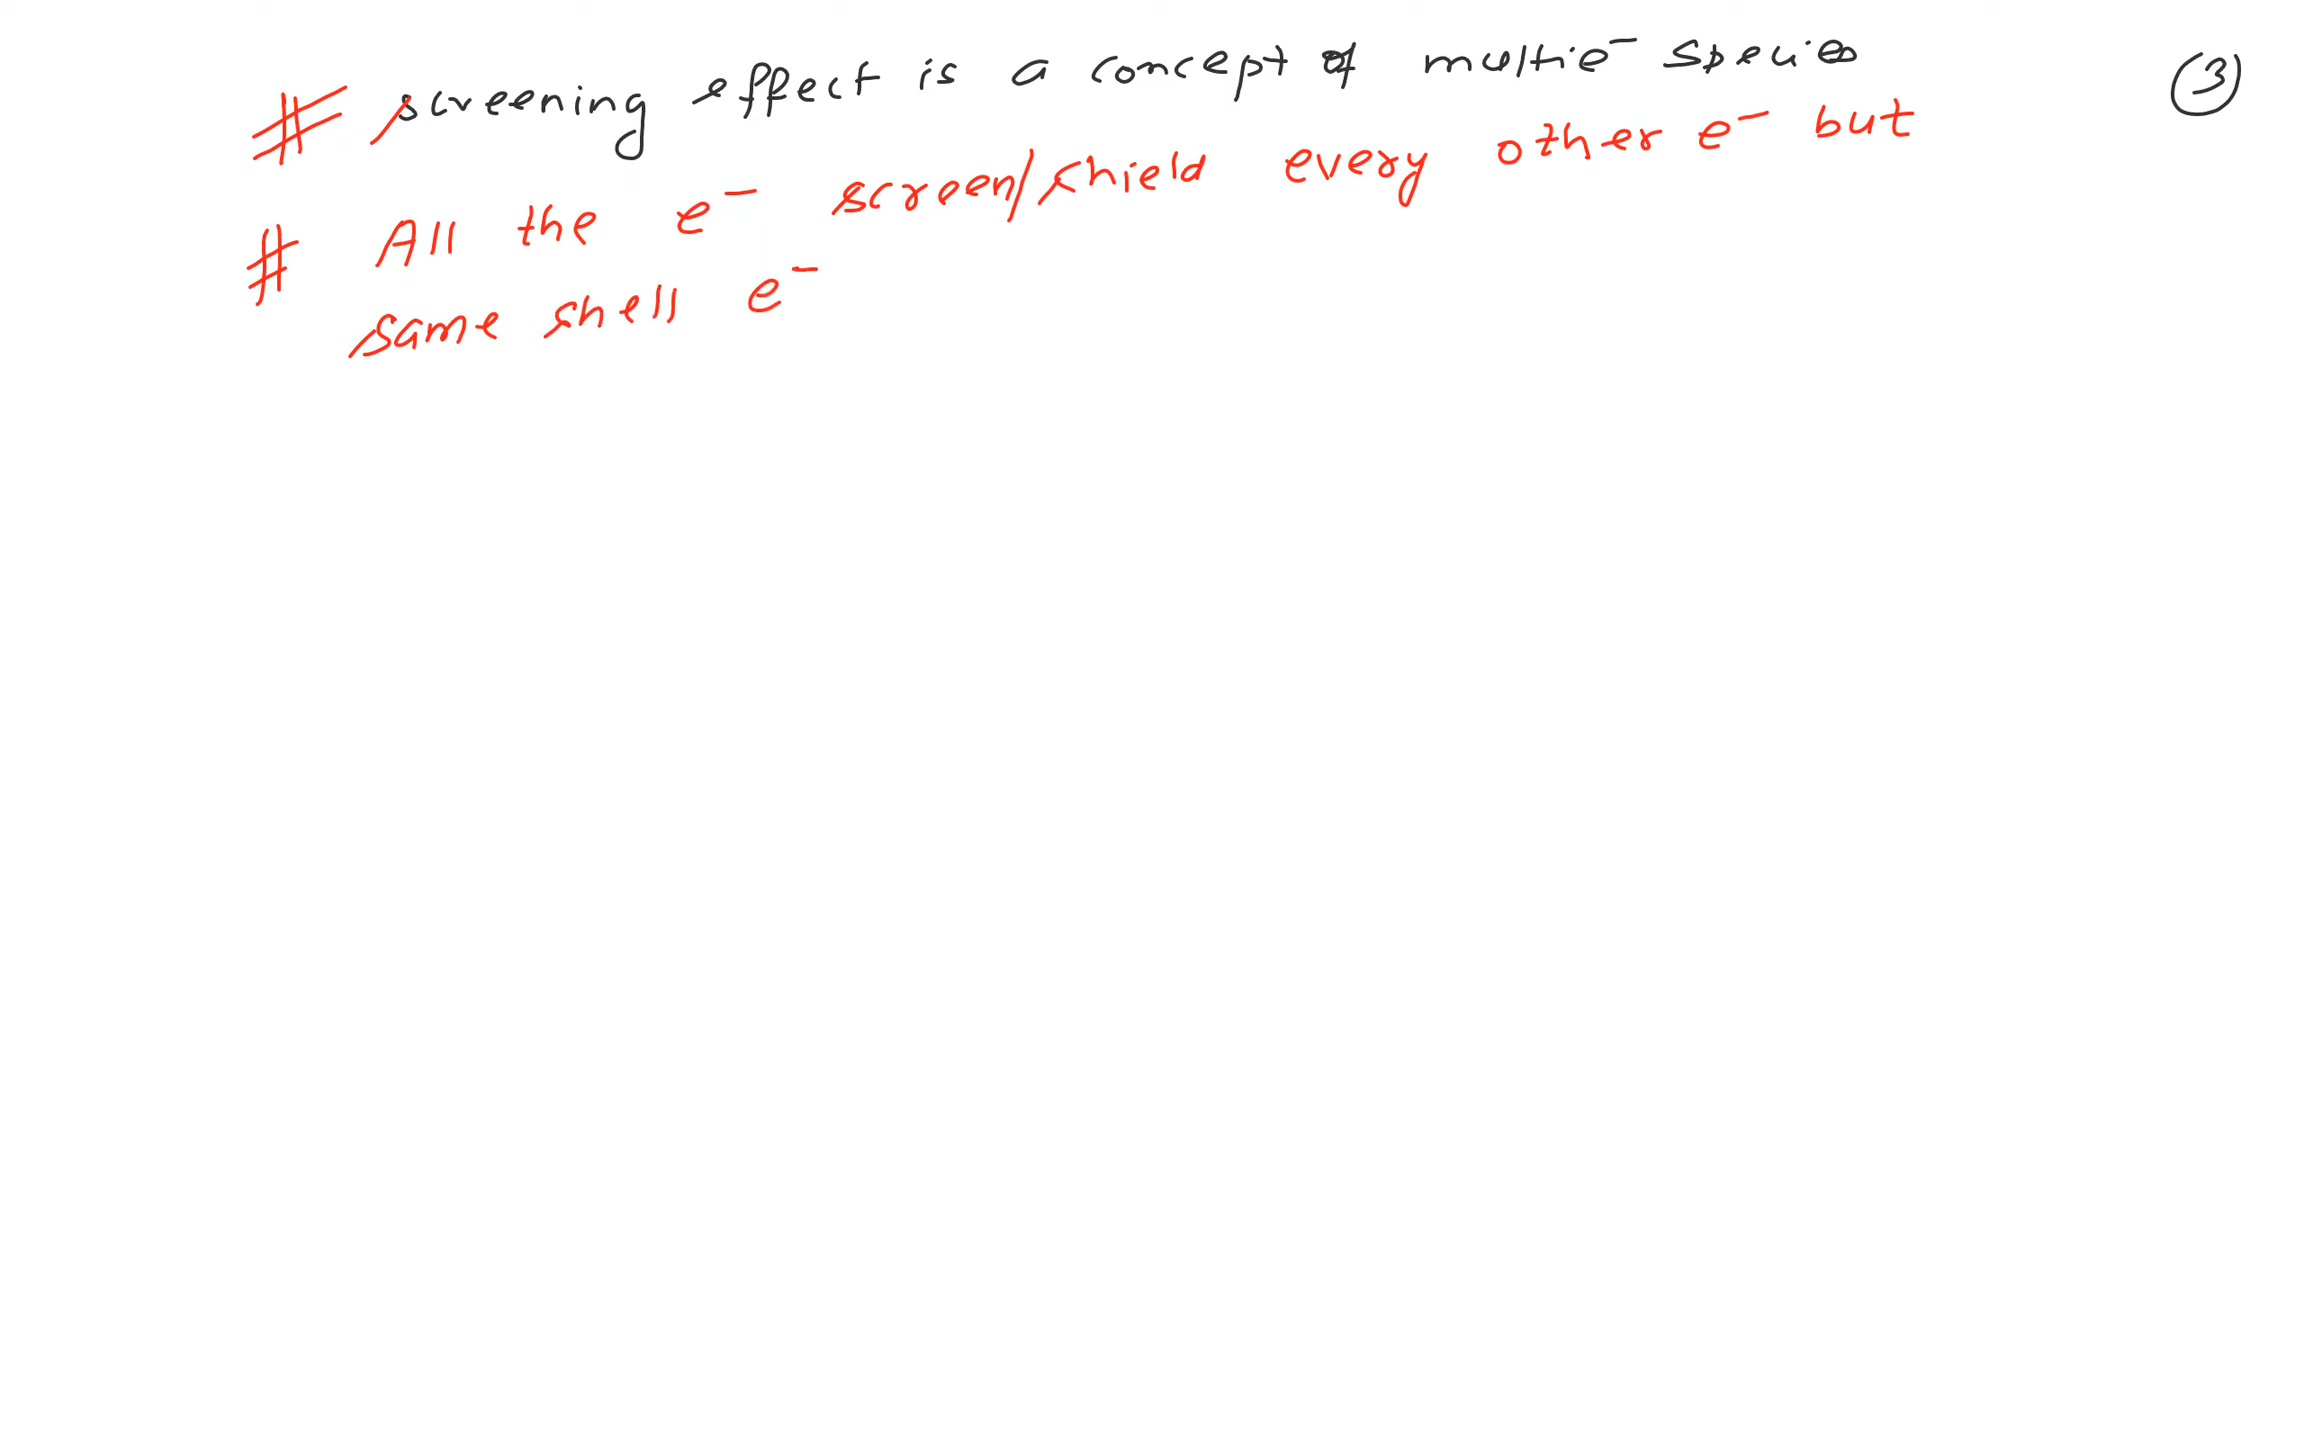 # screening effect is a concept of multie⁻ species
③
# All the e⁻ screen/shield every other e⁻ but
same shell e⁻